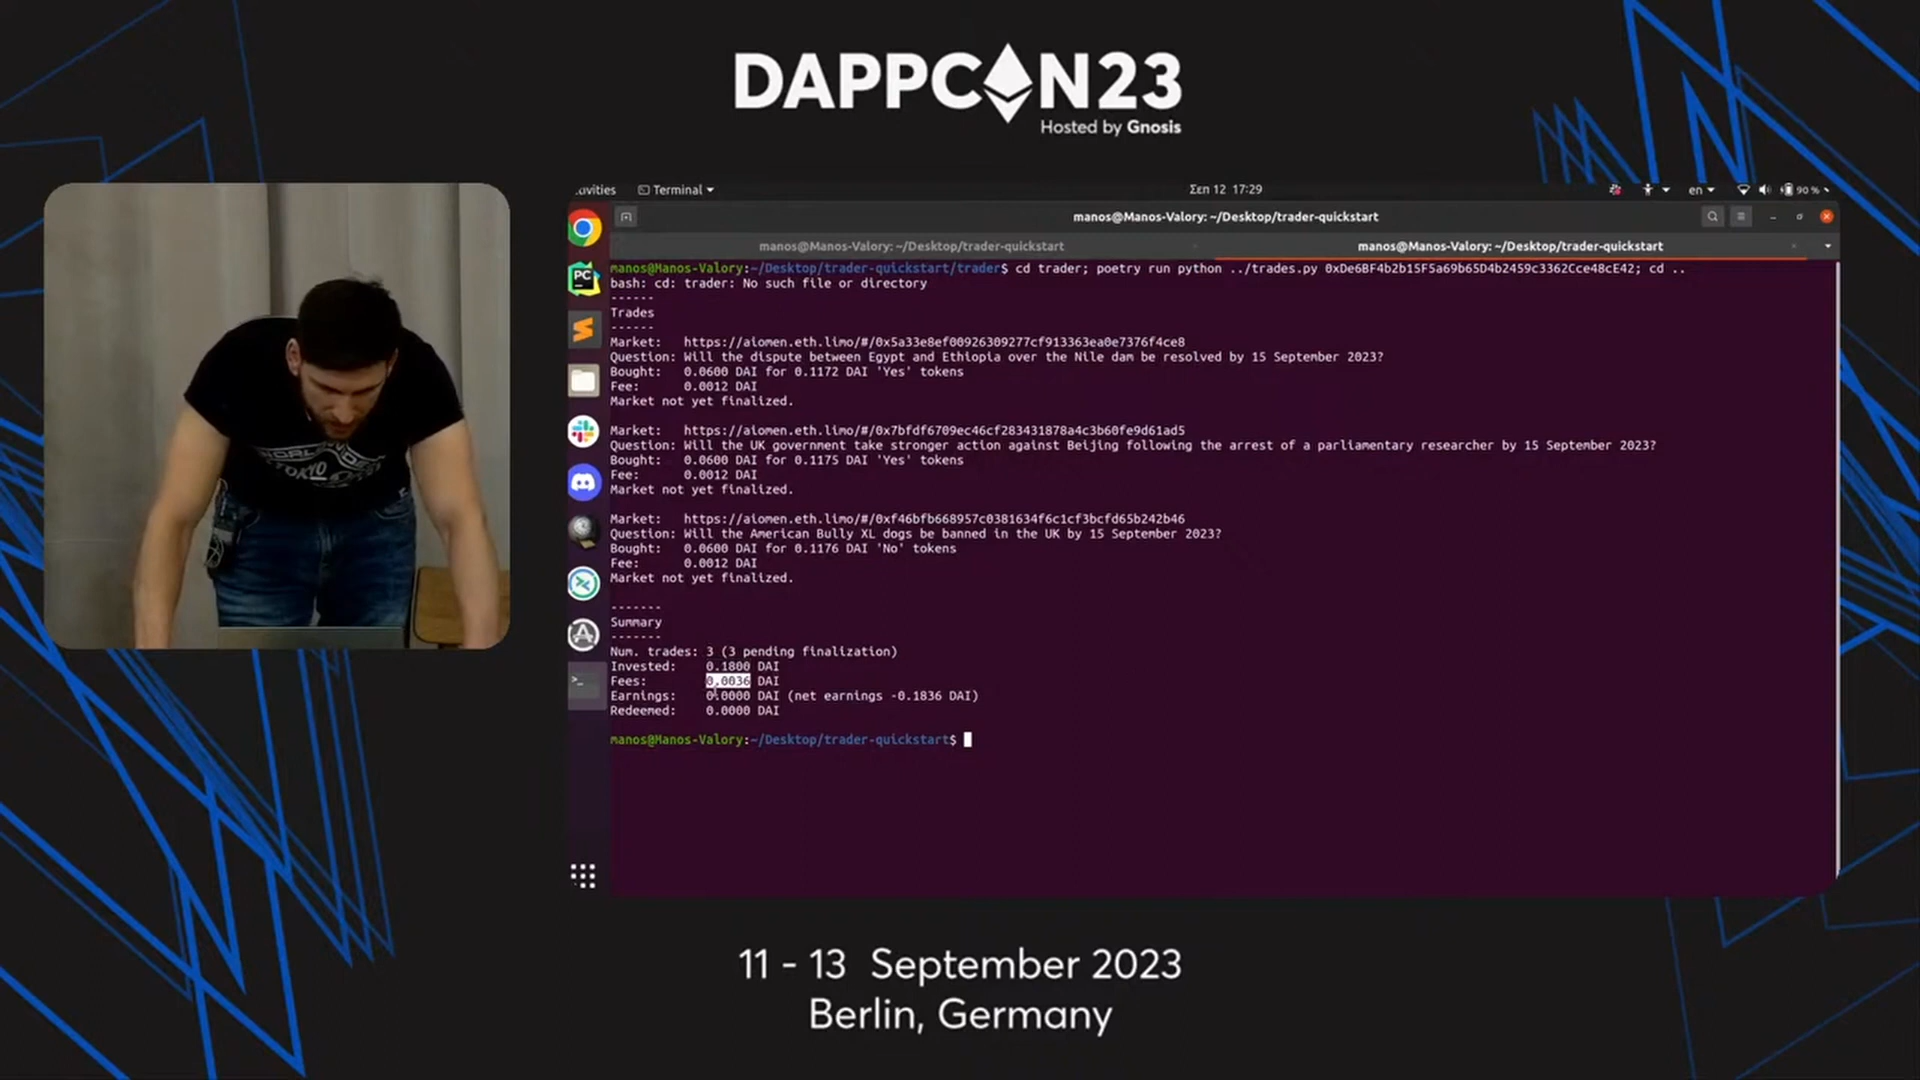 DAPPCON23
Hosted by Gnosis
ivities
Terminal
Σεπ 12 17:29
en
90 %
manos@Manos-Valory: ~/Desktop/trader-quickstart
manos@Manos-Valory: ~/Desktop/trader-quickstart
manos@Manos-Valory: ~/Desktop/trader-quickstart
manos@Manos-Valory:~/Desktop/trader-quickstart/trader$ cd trader; poetry run python ../trades.py 0xDe6BF4b2b15F5a69b65D4b2459c3362Cce48cE42; cd ..
bash: cd: trader: No such file or directory
------
Trades
------
Market: https://aiomen.eth.limo/#/0x5a33e8ef00926309277cf913363ea0e7376f4ce8
Question: Will the dispute between Egypt and Ethiopia over the Nile dam be resolved by 15 September 2023?
Bought: 0.0600 DAI for 0.1172 DAI 'Yes' tokens
Fee: 0.0012 DAI
Market not yet finalized.
Market: https://aiomen.eth.limo/#/0x7bfdf6709ec46cf283431878a4c3b60fe9d61ad5
Question: Will the UK government take stronger action against Beijing following the arrest of a parliamentary researcher by 15 September 2023?
Bought: 0.0600 DAI for 0.1175 DAI 'Yes' tokens
Fee: 0.0012 DAI
Market not yet finalized.
Market: https://aiomen.eth.limo/#/0xf46bfb668957c0381634f6c1cf3bcfd65b242b46
Question: Will the American Bully XL dogs be banned in the UK by 15 September 2023?
Bought: 0.0600 DAI for 0.1176 DAI 'No' tokens
Fee: 0.0012 DAI
Market not yet finalized.
-------
Summary
-------
Num. trades: 3 (3 pending finalization)
Invested: 0.1800 DAI
Fees: 0.0036 DAI
Earnings: 0.0000 DAI (net earnings -0.1836 DAI)
Redeemed: 0.0000 DAI
manos@Manos-Valory:~/Desktop/trader-quickstart$
PC
TOKYO
11 - 13 September 2023
Berlin, Germany